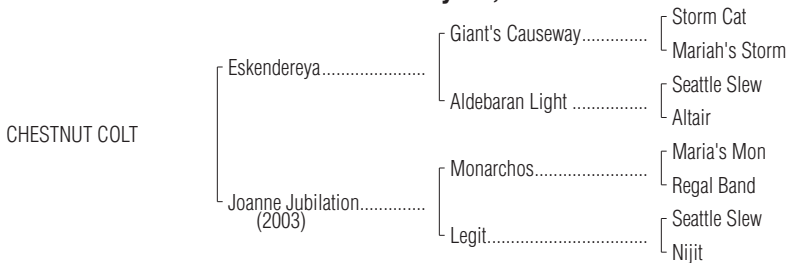 Storm Cat
Giant's Causeway..............
Mariah's Storm
Eskendereya......................
Seattle Slew
Aldebaran Light ................
Altair
CHESTNUT COLT
Maria's Mon
Monarchos.....................
Regal Band
Joanne Jubilation..............
(2003)
Seattle Slew
Legit..................................
Nijit